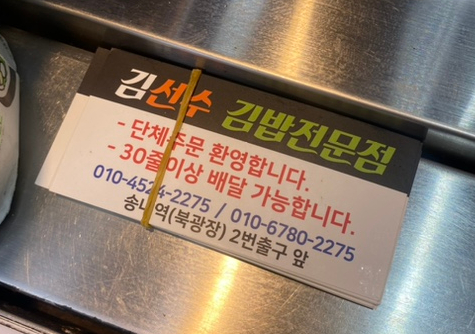 김선수 김밥전문점
- 단체주문 환영합니다.
- 30줄이상 배달 가능합니다.
010-4524-2275 / 010-6780-2275
송내역(북광장) 2번출구 앞